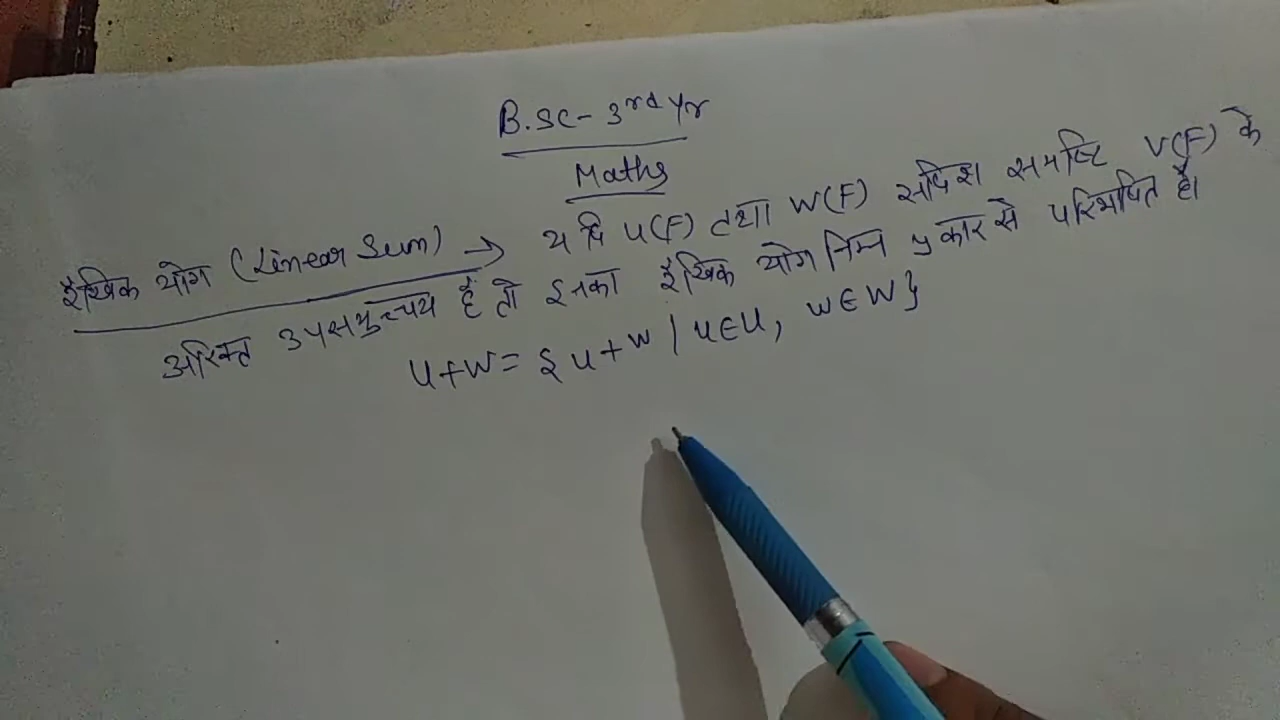 B.Sc- 3rd Yr
Maths
रैखिक योग (Linear Sum) → यदि U(F) तथा W(F) सदिश समष्टि V(F) के
अरिक्त उपसमुच्चय हैं तो इनका रैखिक योग निम्न प्रकार से परिभाषित है।
U+W= {u+w | u∈U, w∈W}